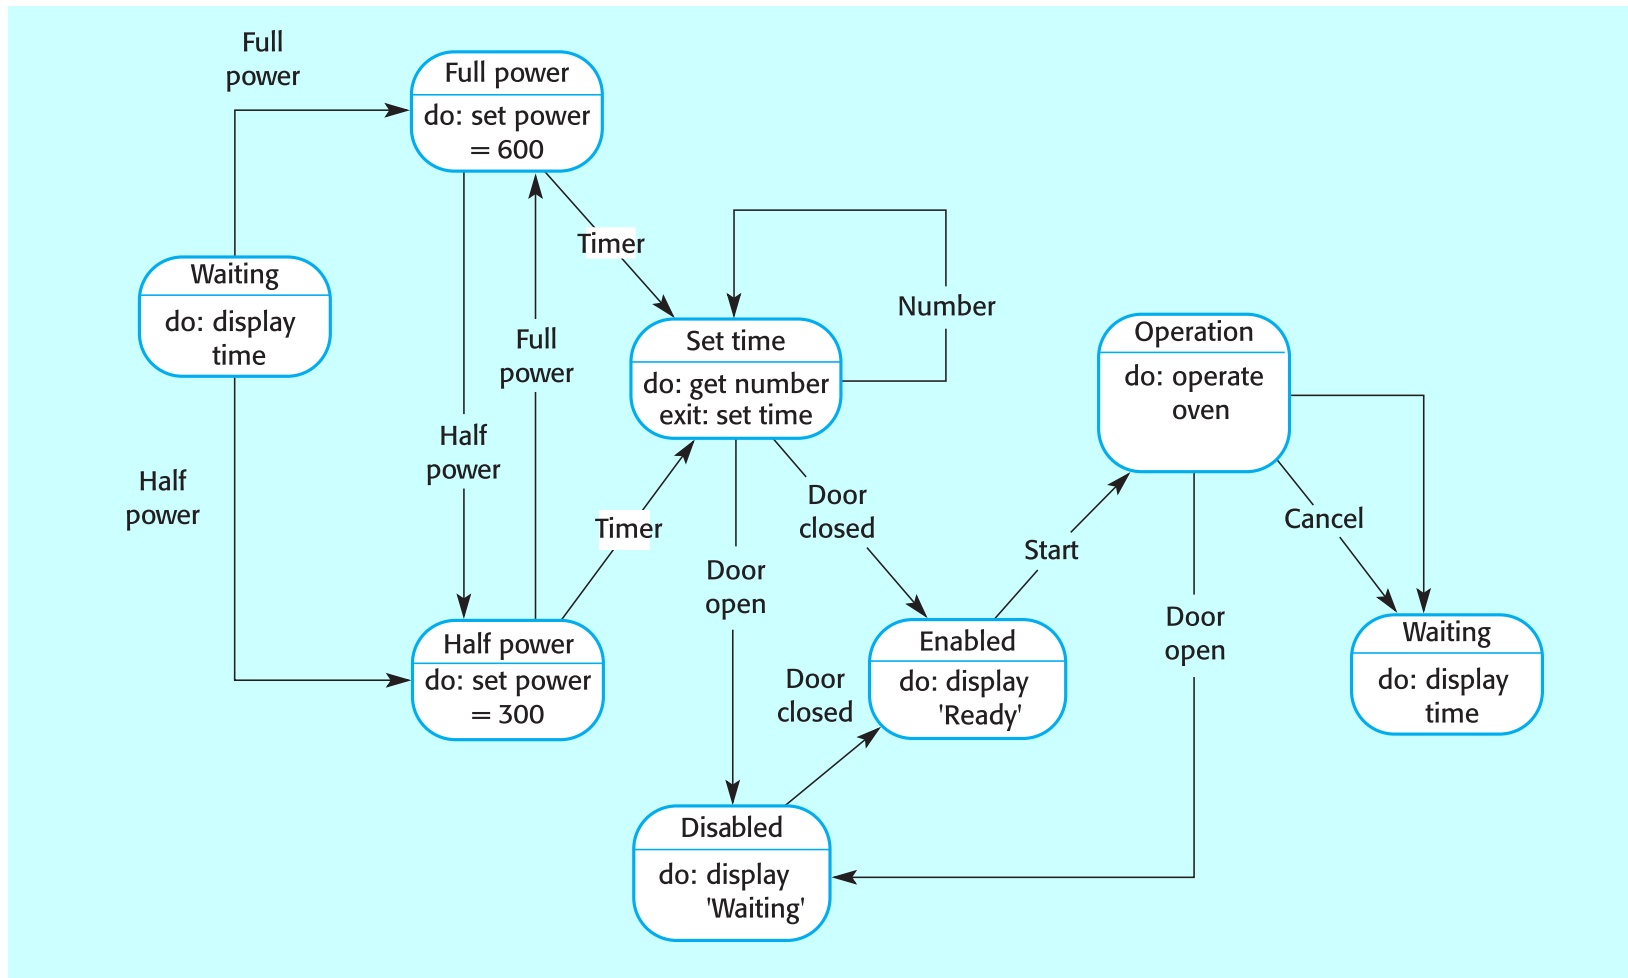 Full
power
Full power
do: set power
= 600
Timer
Waiting
do: display
time
Number
Full
power
Set time
do: get number
exit: set time
Operation
do: operate
oven
Half
power
Half
power
Timer
Door
closed
Door
open
Start
Cancel
Door
open
Half power
do: set power
= 300
Door
closed
Enabled
do: display
'Ready'
Waiting
do: display
time
Disabled
do: display
'Waiting'